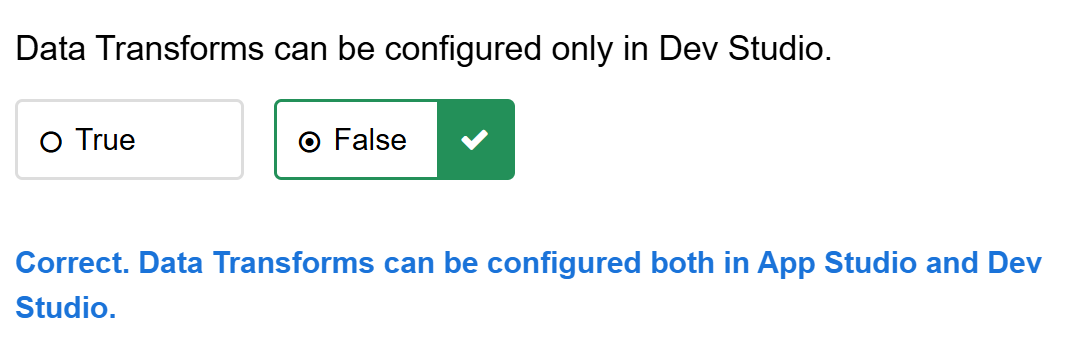 Data Transforms can be configured only in Dev Studio.
True
False
Correct. Data Transforms can be configured both in App Studio and Dev
Studio.